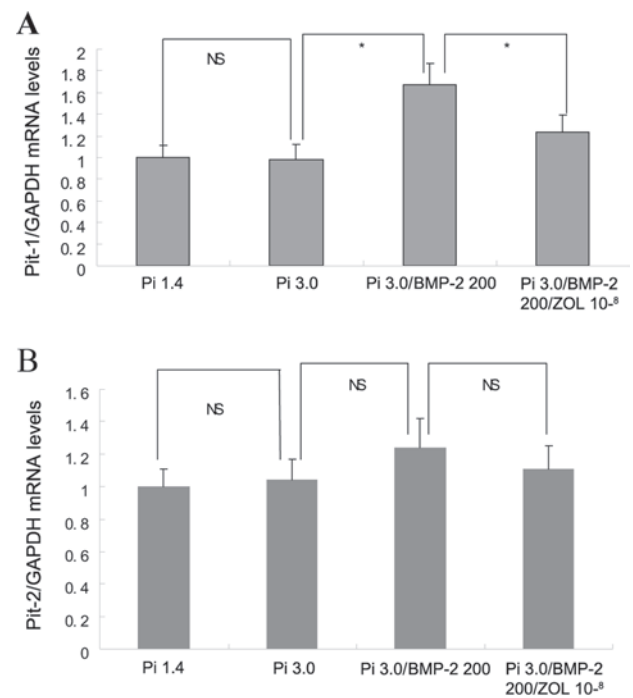 A
Pit-1/GAPDH mRNA levels
2
1.8
1.6
1.4
1.2
1
0.8
0.6
0.4
0.2
0
NS
*
*
Pi 1.4
Pi 3.0
Pi 3.0/BMP-2 200
Pi 3.0/BMP-2
200/ZOL 10-⁸
B
Pit-2/GAPDH mRNA levels
1.6
1.4
1.2
1
0.8
0.6
0.4
0.2
0
NS
NS
NS
Pi 1.4
Pi 3.0
Pi 3.0/BMP-2 200
Pi 3.0/BMP-2
200/ZOL 10-⁸